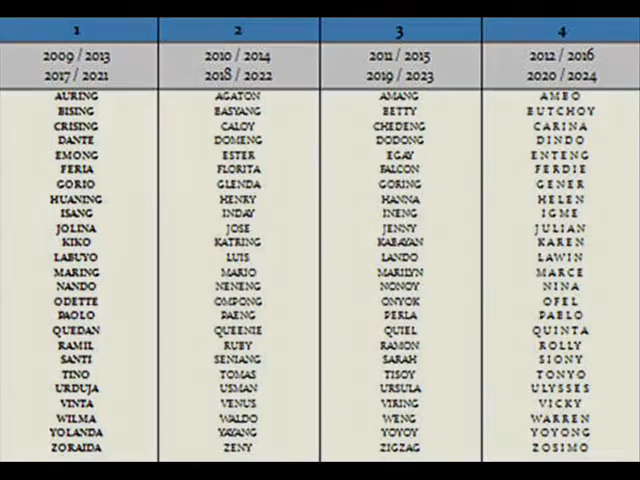 1 2 3 4
2009 / 2013 2010 / 2014 2011 / 2015 2012 / 2016
2017 / 2021 2018 / 2022 2019 / 2023 2020 / 2024
AURING AGATON AMANG AMBO
BISING BASYANG BETTY BUTCHOY
CRISING CALOY CHEDENG CARINA
DANTE DOMENG DODONG DINDO
EMONG ESTER EGAY ENTENG
FERIA FLORITA FALCON FERDIE
GORIO GLENDA GORING GENER
HUANING HENRY HANNA HELEN
ISANG INDAY INENG IGME
JOLINA JOSE JENNY JULIAN
KIKO KATRING KABAYAN KAREN
LABUYO LUIS LANDO LAWIN
MARING MARIO MARILYN MARCE
NANDO NENENG NONOY NINA
ODETTE OMPONG ONYOK OFEL
PAOLO PAENG PERLA PABLO
QUEDAN QUEENIE QUIEL QUINTA
RAMIL RUBY RAMON ROLLY
SANTI SENIANG SARAH SIONY
TINO TOMAS TISOY TONYO
URDUJA USMAN URSULA ULYSSES
VINTA VENUS VIRING VICKY
WILMA WALDO WENG WARREN
YOLANDA YAYANG YOYOY YOYONG
ZORAIDA ZENY ZIGZAG ZOSIMO